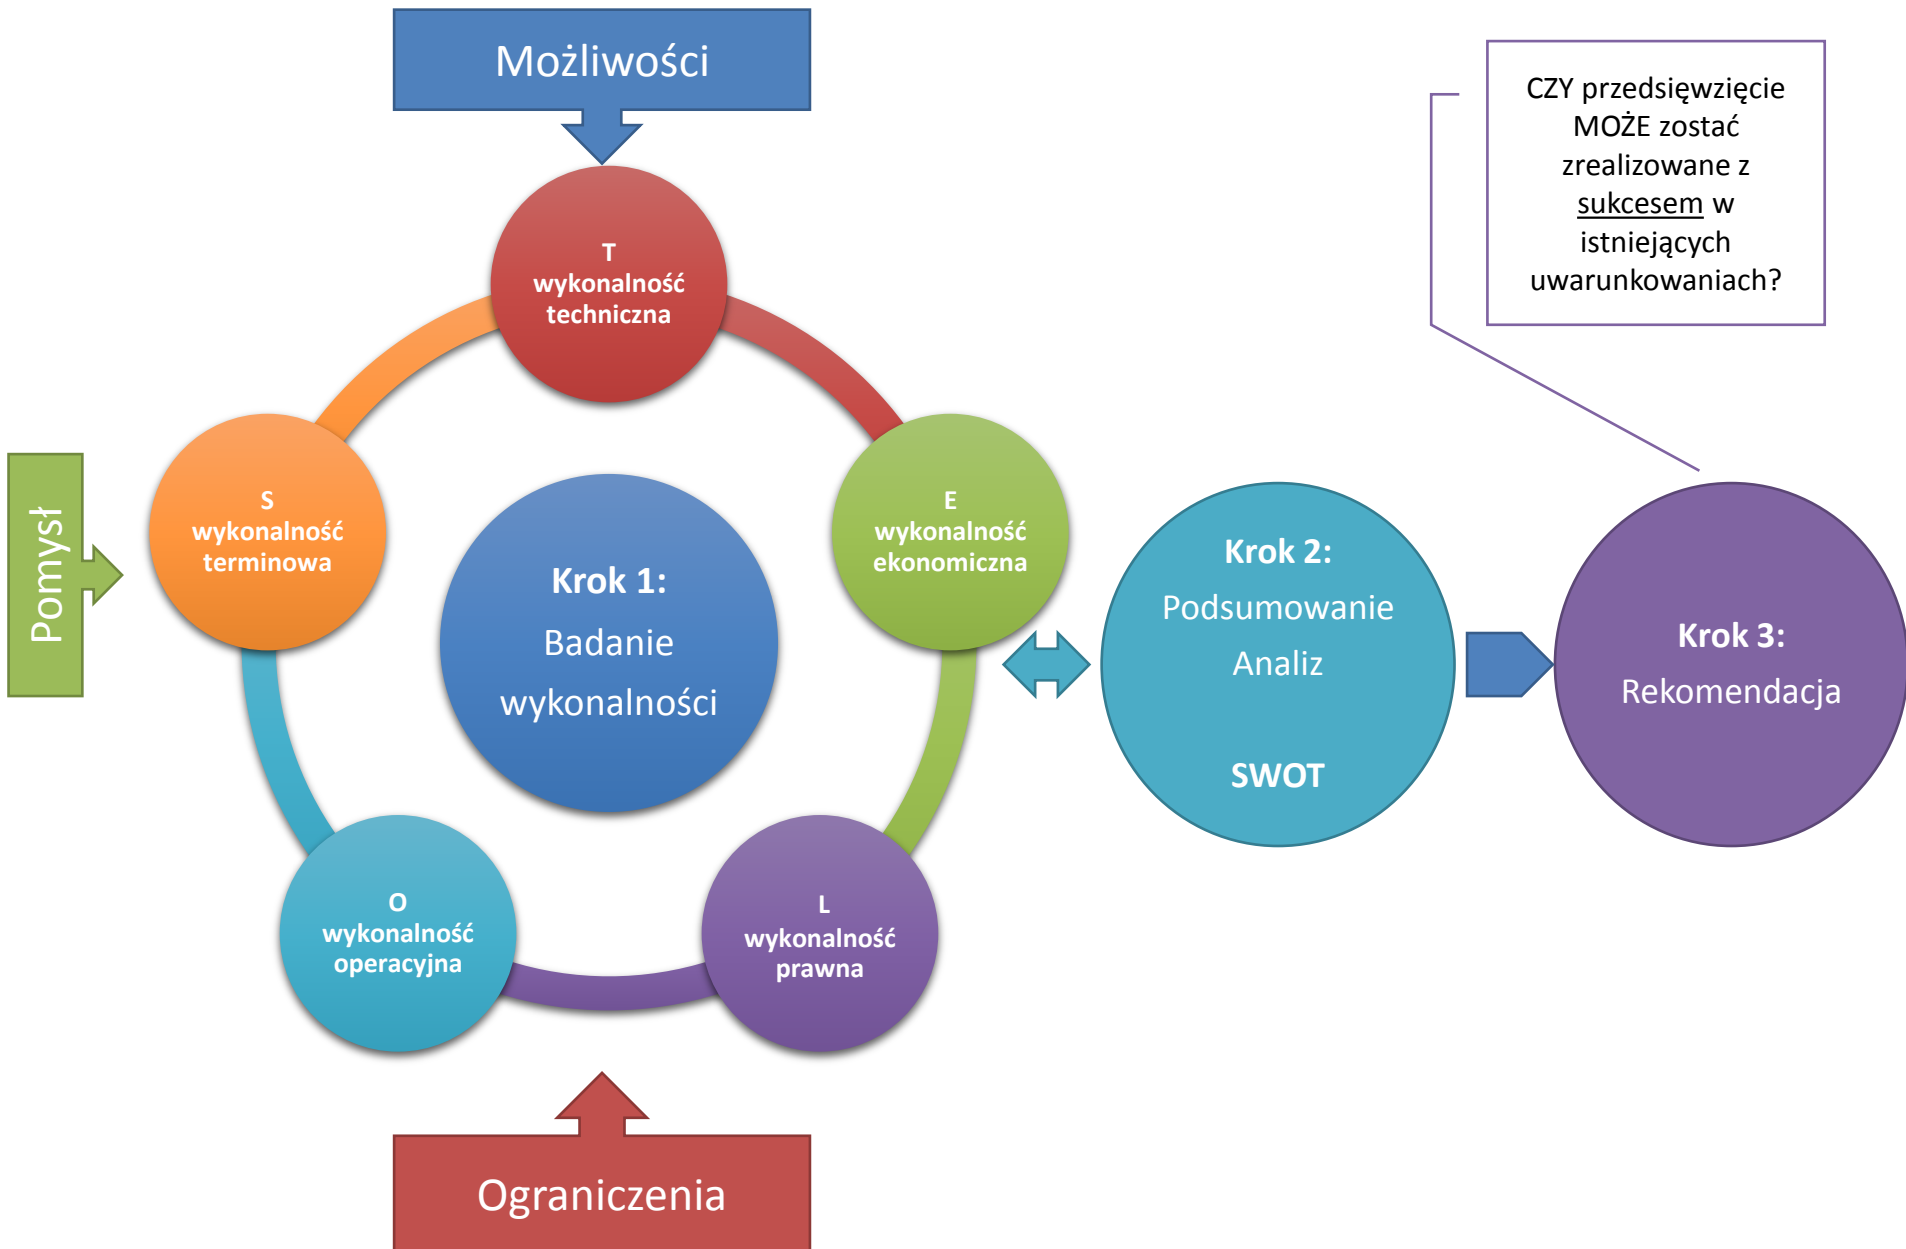 Możliwości
CZY przedsięwzięcie
MOŻE zostać
zrealizowane z
sukcesem w
istniejących
uwarunkowaniach?
T
wykonalność
techniczna
Pomysł
S
wykonalność
terminowa
E
wykonalność
ekonomiczna
Krok 1:
Badanie
wykonalności
Krok 2:
Podsumowanie
Analiz
SWOT
Krok 3:
Rekomendacja
O
wykonalność
operacyjna
L
wykonalność
prawna
Ograniczenia